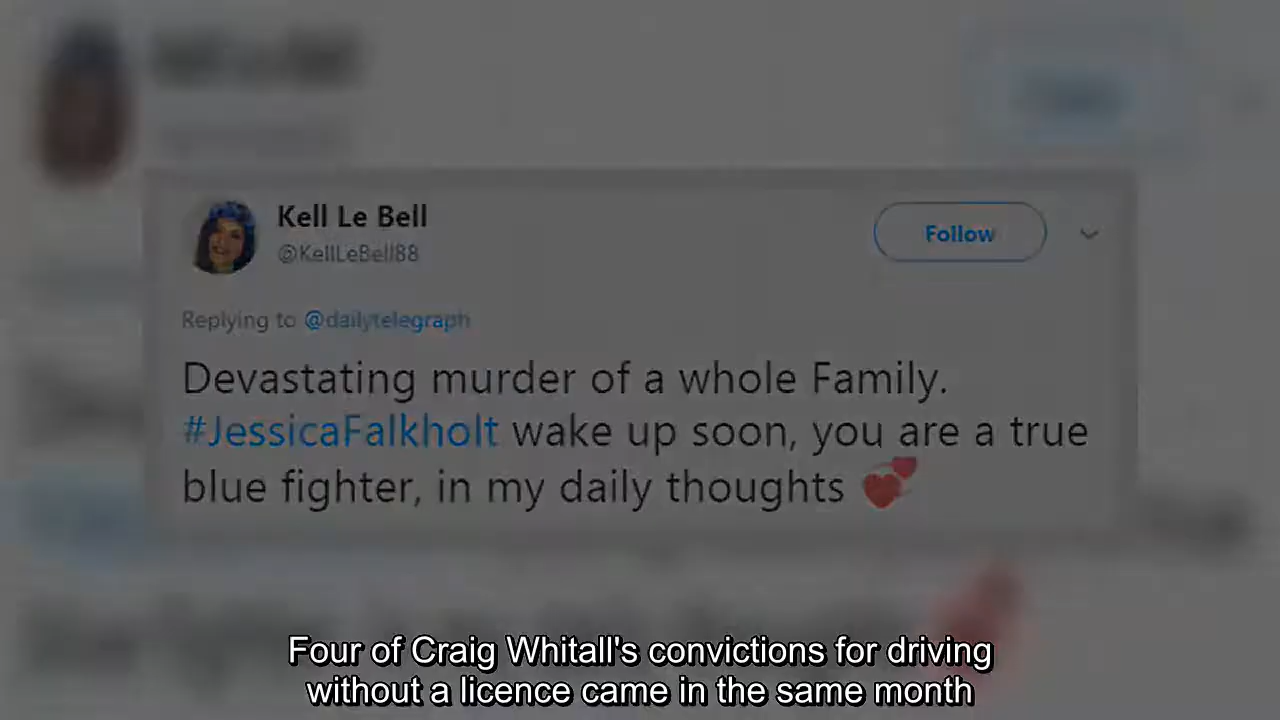 Kell Le Bell
@KellLeBell88
Follow
Replying to @dailytelegraph
Devastating murder of a whole Family.
#JessicaFalkholt wake up soon, you are a true
blue fighter, in my daily thoughts 💞
Four of Craig Whitall's convictions for driving
without a licence came in the same month